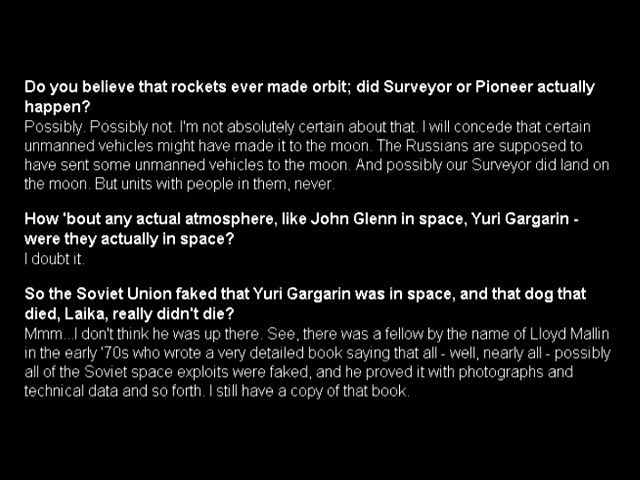 Do you believe that rockets ever made orbit; did Surveyor or Pioneer actually
happen?
Possibly. Possibly not. I'm not absolutely certain about that. I will concede that certain
unmanned vehicles might have made it to the moon. The Russians are supposed to
have sent some unmanned vehicles to the moon. And possibly our Surveyor did land on
the moon. But units with people in them, never.
How 'bout any actual atmosphere, like John Glenn in space, Yuri Gargarin -
were they actually in space?
I doubt it.
So the Soviet Union faked that Yuri Gargarin was in space, and that dog that
died, Laika, really didn't die?
Mmm...I don't think he was up there. See, there was a fellow by the name of Lloyd Mallin
in the early '70s who wrote a very detailed book saying that all - well, nearly all - possibly
all of the Soviet space exploits were faked, and he proved it with photographs and
technical data and so forth. I still have a copy of that book.